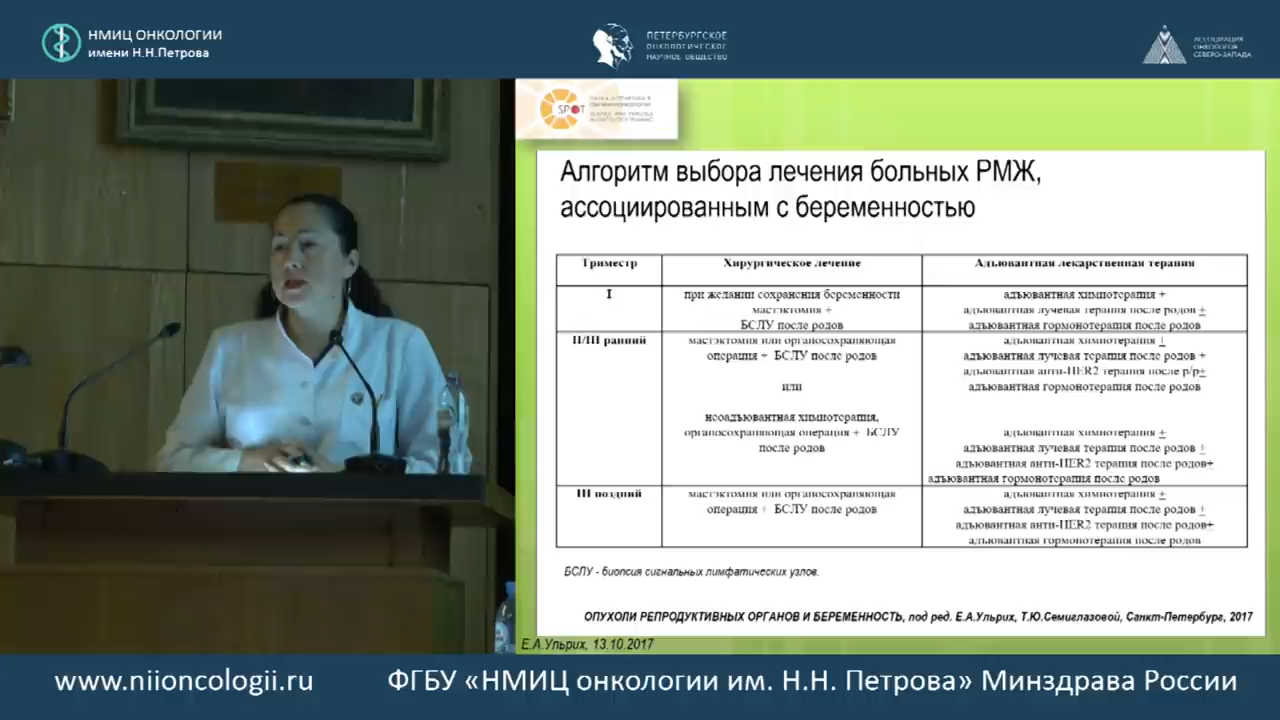 НМИЦ ОНКОЛОГИИ
имени Н.Н.Петрова
ПЕТЕРБУРГСКОЕ
ОНКОЛОГИЧЕСКОЕ
НАУЧНОЕ ОБЩЕСТВО
АССОЦИАЦИЯ
ОНКОЛОГОВ
СЕВЕРО-ЗАПАДА
SPOT
Алгоритм выбора лечения больных РМЖ,
ассоциированным с беременностью
Триместр
Хирургическое лечение
Адъювантная лекарственная терапия
I
при желании сохранения беременности
мастэктомия +
БСЛУ после родов
адъювантная химиотерапия +
адъювантная лучевая терапия после родов ±
адъювантная гормонотерапия после родов
II/III ранний
мастэктомия или органосохраняющая
операция + БСЛУ после родов
или
неоадъювантная химиотерапия,
органосохраняющая операция + БСЛУ
после родов
адъювантная химиотерапия ±
адъювантная лучевая терапия после родов +
адъювантная анти-HER2 терапия после р/р±
адъювантная гормонотерапия после родов
адъювантная химиотерапия ±
адъювантная лучевая терапия после родов ±
адъювантная анти-HER2 терапия после родов+
адъювантная гормонотерапия после родов
III поздний
мастэктомия или органосохраняющая
операция + БСЛУ после родов
адъювантная химиотерапия ±
адъювантная лучевая терапия после родов ±
адъювантная анти-HER2 терапия после родов+
адъювантная гормонотерапия после родов
БСЛУ - биопсия сигнальных лимфатических узлов.
ОПУХОЛИ РЕПРОДУКТИВНЫХ ОРГАНОВ И БЕРЕМЕННОСТЬ, под ред. Е.А.Ульрих, Т.Ю.Семиглазовой, Санкт-Петербург, 2017
Е.А.Ульрих, 13.10.2017
www.niioncologii.ru
ФГБУ «НМИЦ онкологии им. Н.Н. Петрова» Минздрава России